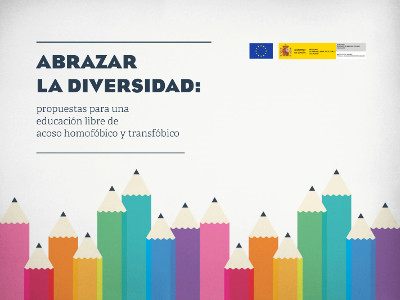 ABRAZAR
LA DIVERSIDAD:
propuestas para una
educación libre de
acoso homofóbico y transfóbico